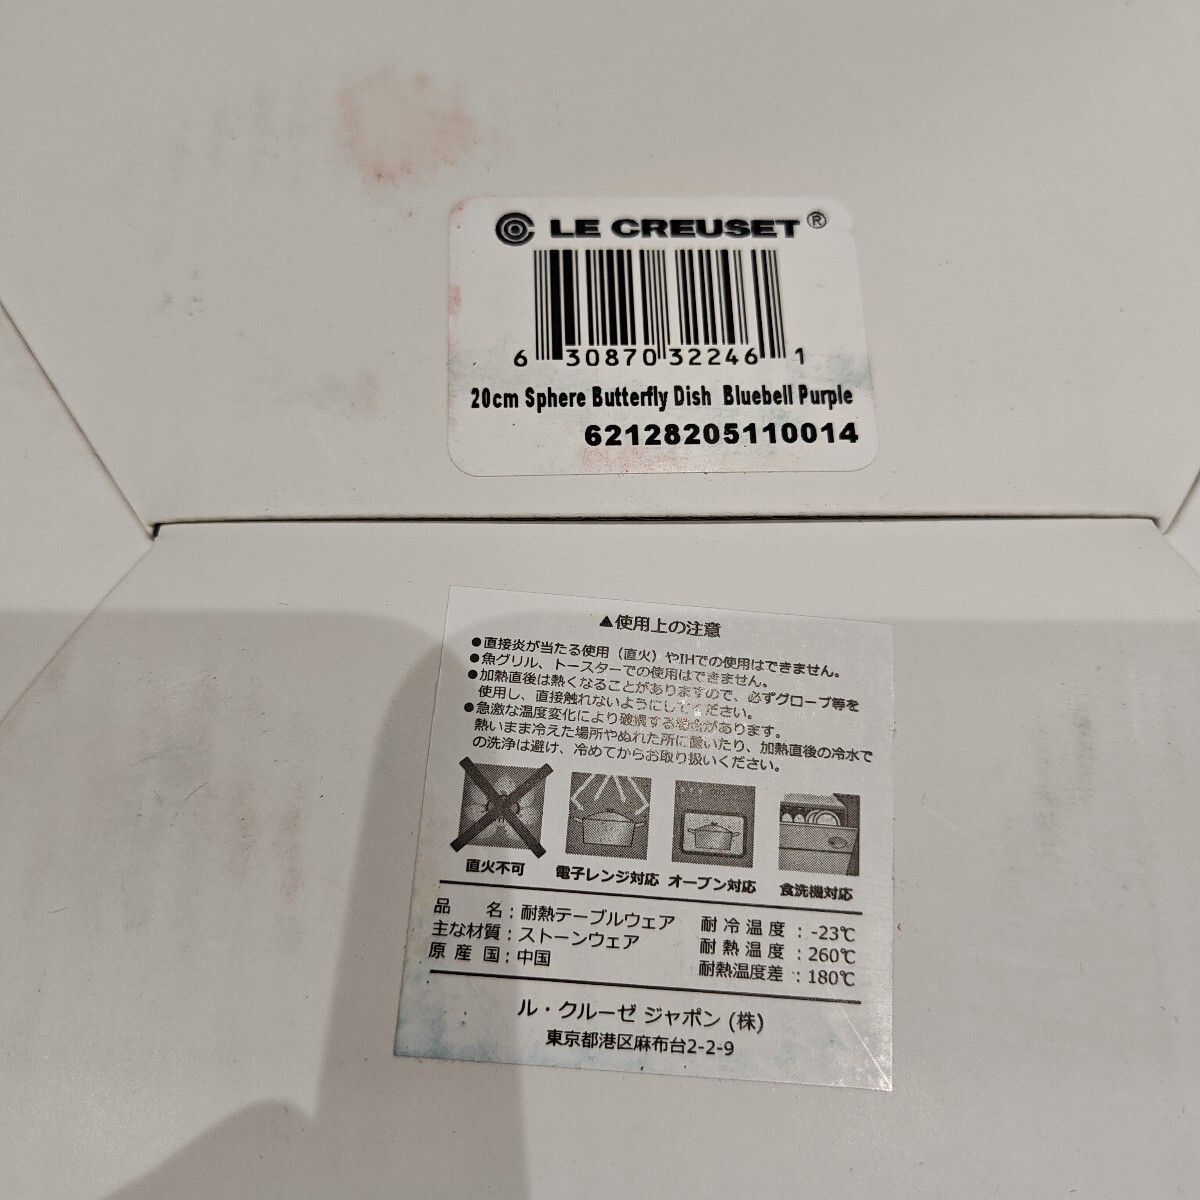 LE CREUSET®
6 30870 32246 1
20cm Sphere Butterfly Dish Bluebell Purple
62128205110014
▲使用上の注意
●直接炎が当たる使用（直火）やIHでの使用はできません。
●魚グリル、トースターでの使用はできません。
●加熱直後は熱くなることがありますので、必ずグローブ等を
使用し、直接触れないようにしてください。
●急激な温度変化により破損する場合があります。
熱いまま冷えた場所やぬれた所に置いたり、加熱直後の冷水で
の洗浄は避け、冷めてからお取り扱いください。
直火不可 電子レンジ対応 オーブン対応 食洗機対応
品 名：耐熱テーブルウェア 耐冷温度：-23℃
主な材質：ストーンウェア 耐熱温度：260℃
原産国：中国 耐熱温度差：180℃
ル・クルーゼ ジャポン (株)
東京都港区麻布台2-2-9